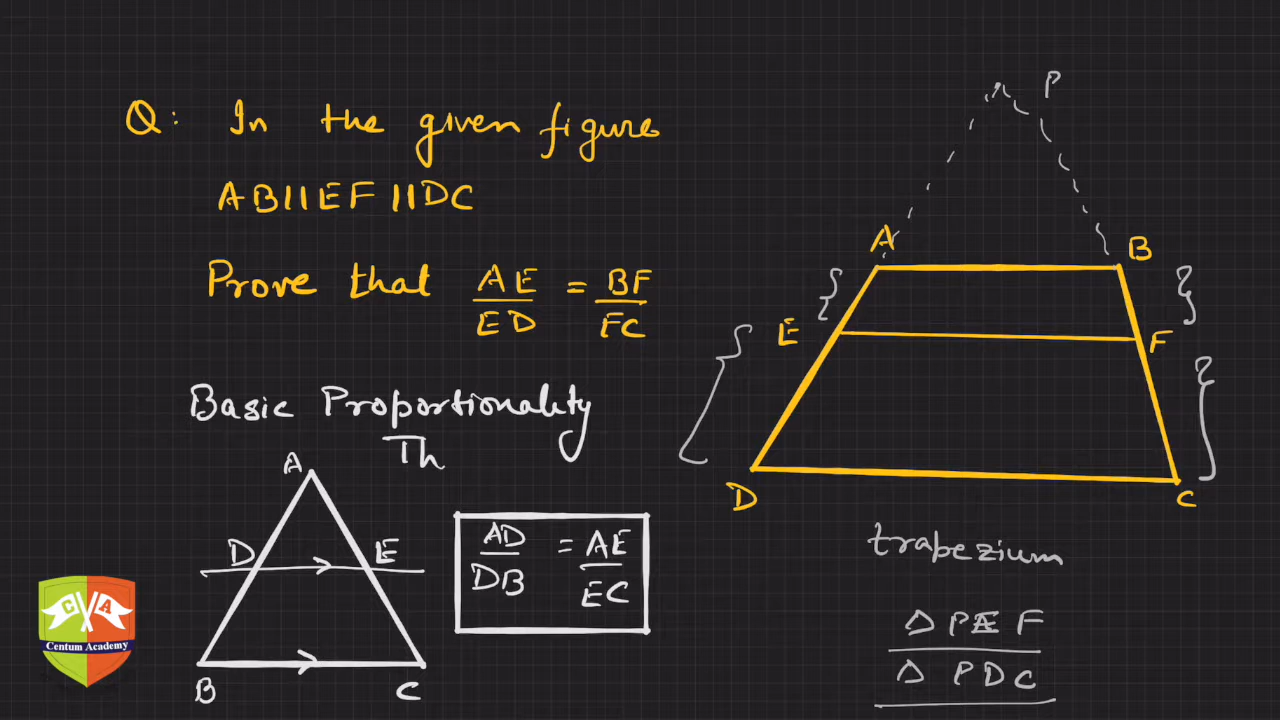 Q: In the given figure
AB||EF||DC
Prove that AE/ED = BF/FC
Basic Proportionality
Th
A
D E
B C
AD/DB = AE/EC
C A
Centum Academy
P
A B
E F
D C
trapezium
Δ PEF
Δ PDC